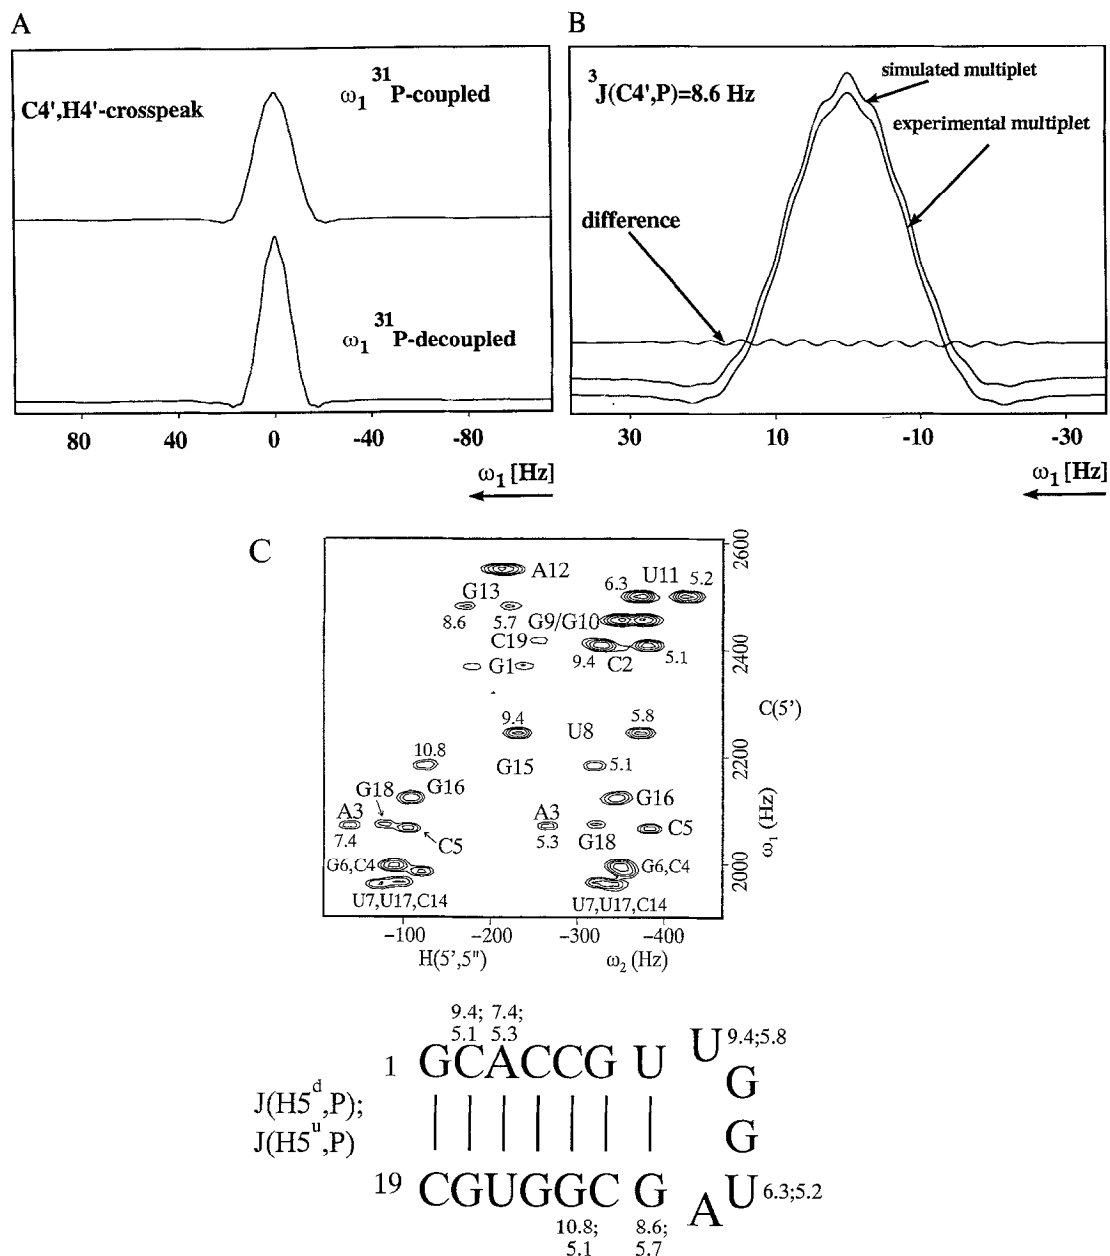 A
C4',H4'-crosspeak
ω1 31P-coupled
ω1 31P-decoupled
80 40 0 -40 -80
ω1 [Hz]
B
3J(C4',P)=8.6 Hz
simulated multiplet
experimental multiplet
difference
30 10 -10 -30
ω1 [Hz]
C
A12
6.3 U11 5.2
G13
8.6 5.7 G9/G10
C19
9.4 C2 5.1
G1
9.4 U8 5.8
10.8 G15 5.1
G18 G16 G16
A3 A3
7.4 C5 5.3 G18 C5
G6,C4 G6,C4
U7,U17,C14 U7,U17,C14
2600
2400
C(5')
2200
ω1 (Hz)
2000
-100 -200 -300 -400
H(5',5") ω2 (Hz)
9.4; 7.4;
5.1 5.3
1 GCACCGU U 9.4;5.8
G
J(H5d,P);
J(H5u,P)
G
19 CGUGGCG A U 6.3;5.2
10.8; 8.6;
5.1 5.7